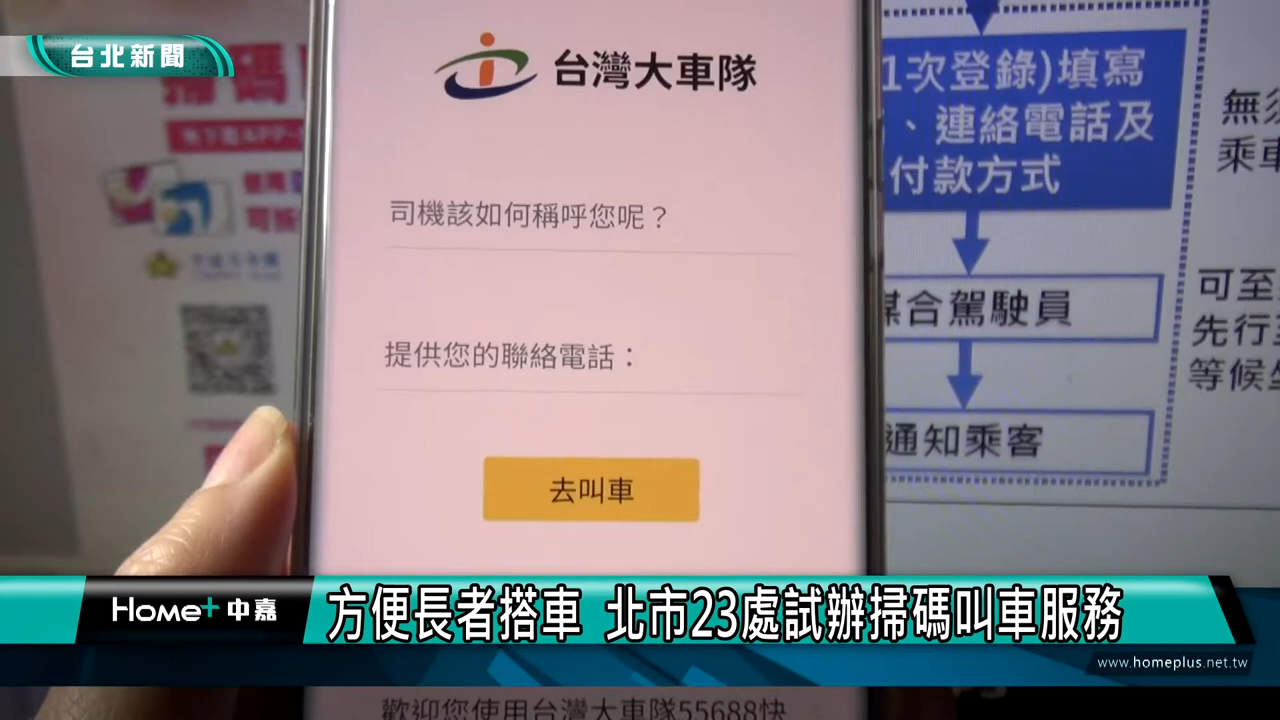 台北新聞
台灣大車隊
司機該如何稱呼您呢？
提供您的聯絡電話：
去叫車
歡迎您使用台灣大車隊55688快
1次登錄)填寫
、連絡電話及
付款方式
媒合駕駛員
通知乘客
無須
乘車
可至
先行
等候
Home+中嘉
方便長者搭車 北市23處試辦掃碼叫車服務
www.homeplus.net.tw